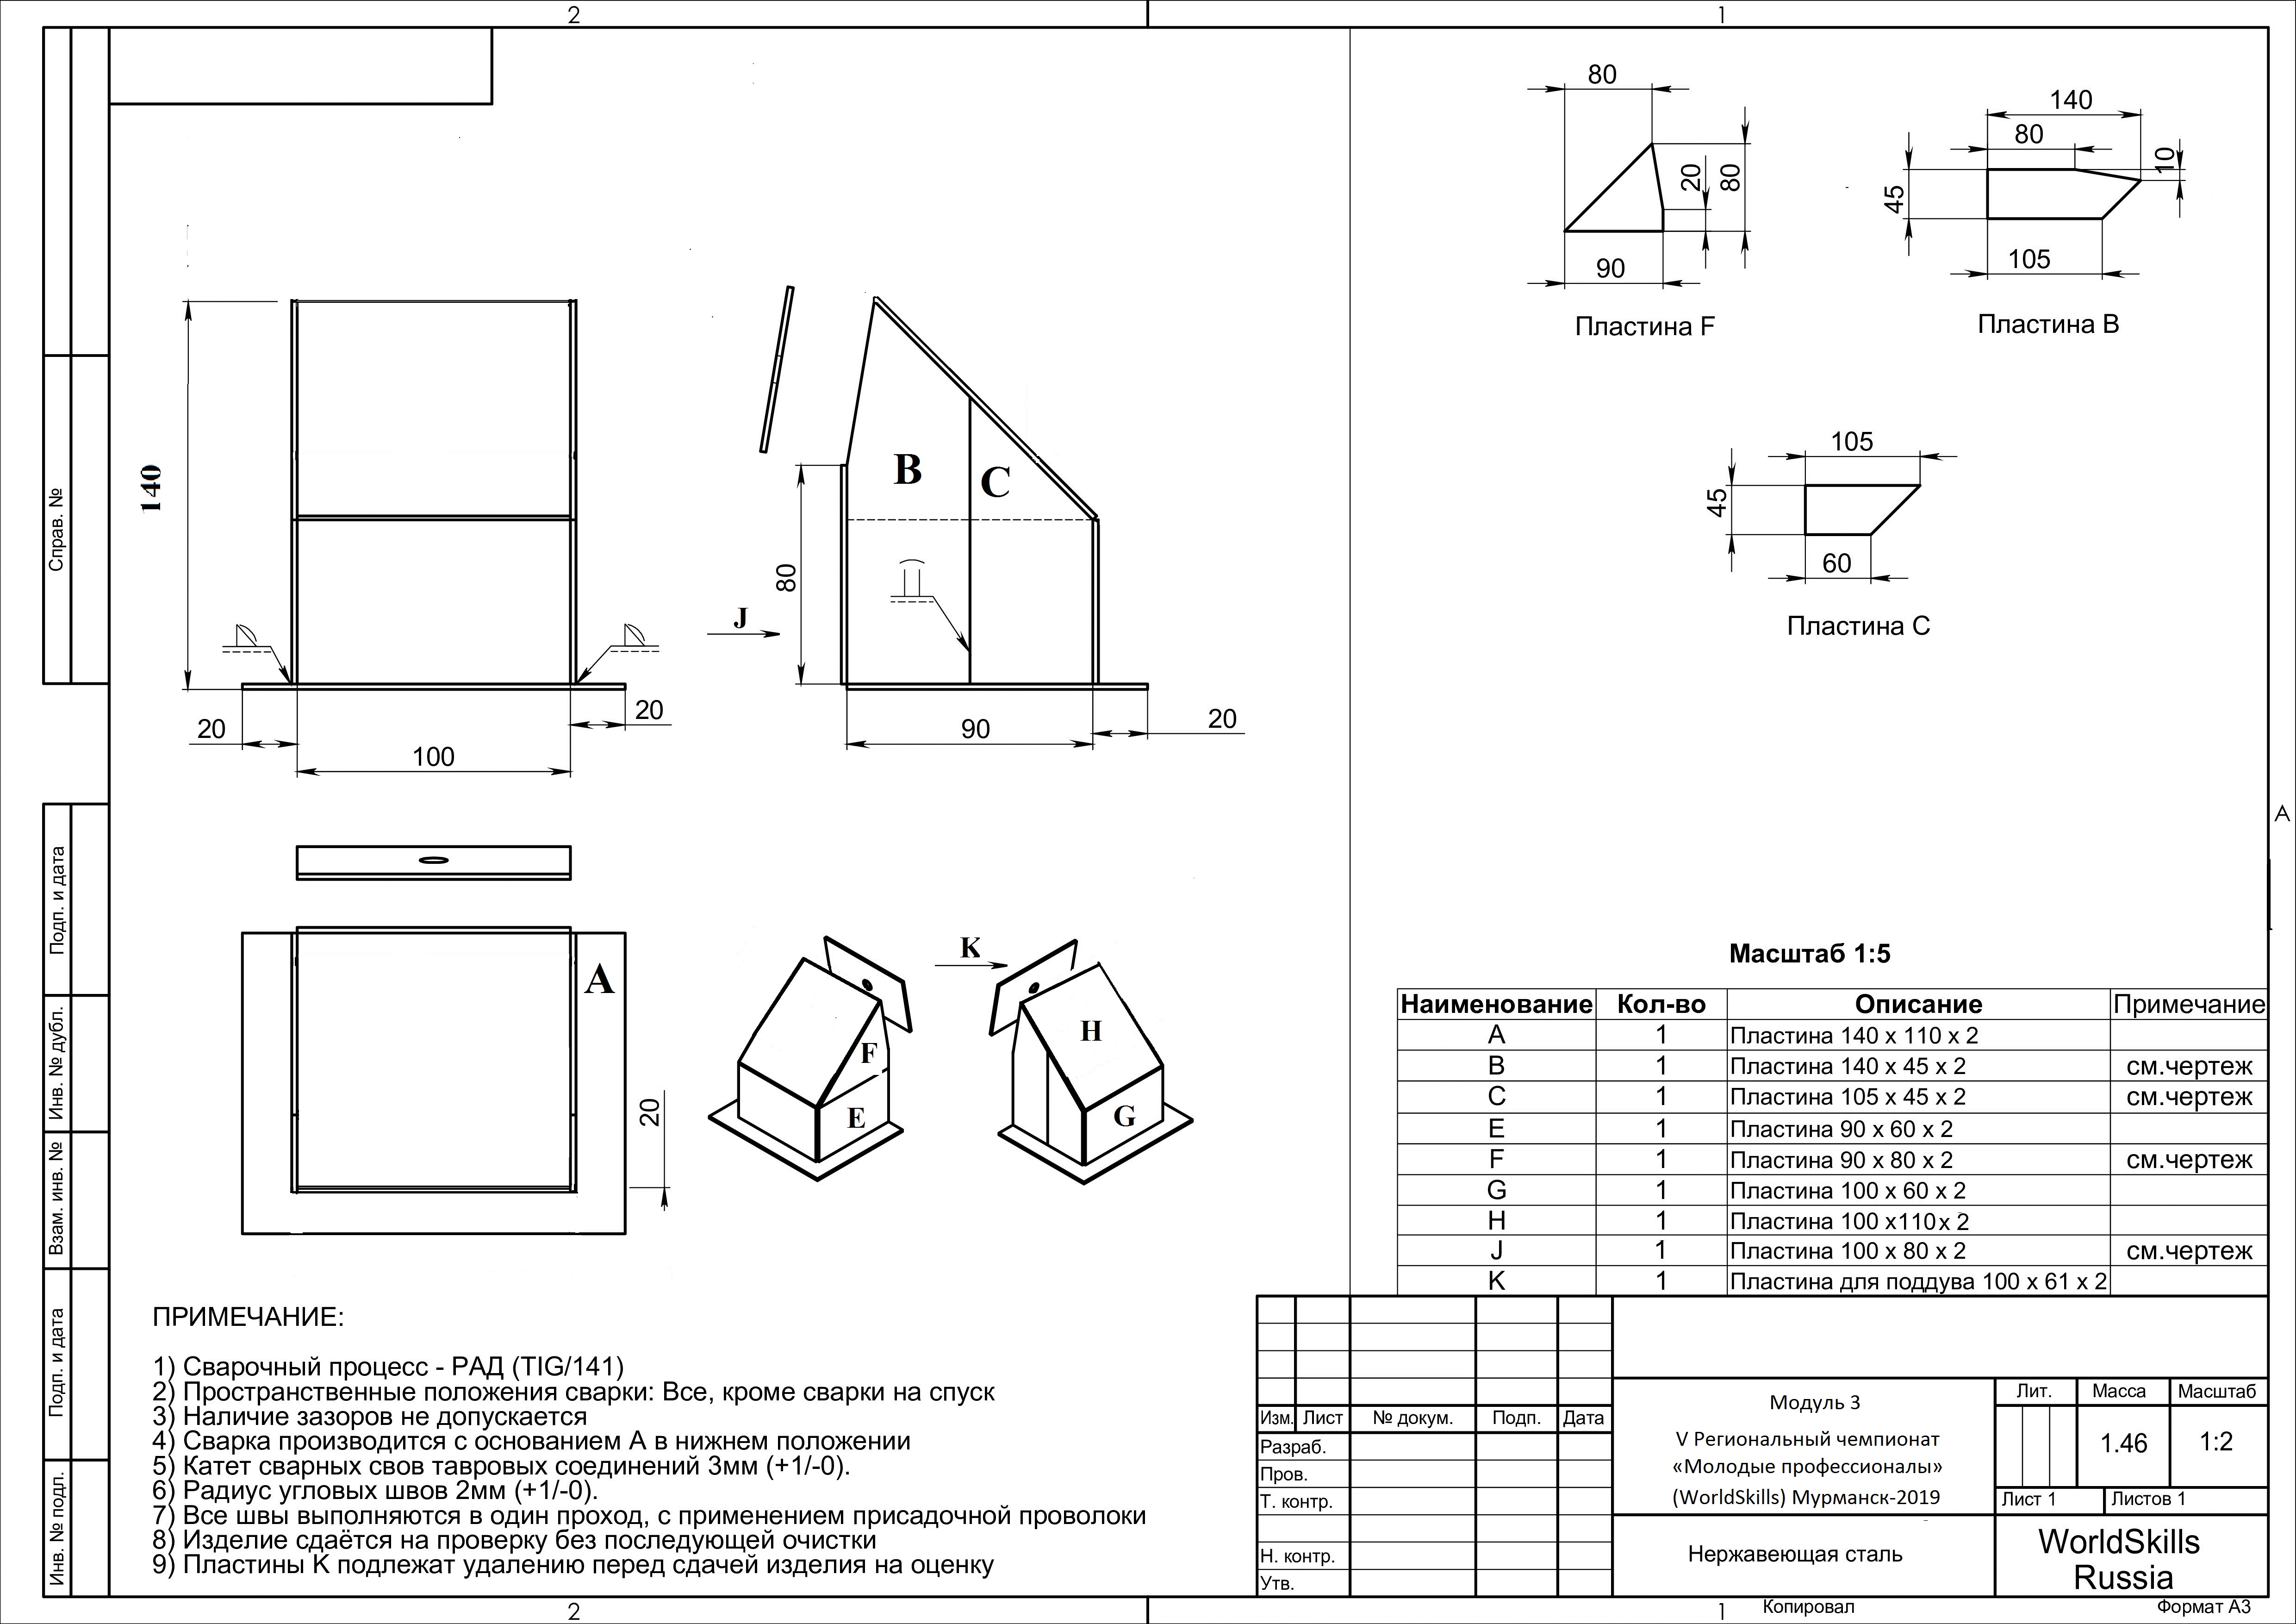 2
1
80
80
20
90
Пластина F
140
80
10
45
105
Пластина B
105
45
60
Пластина C
140
20
100
20
B
C
80
J
90
20
A
20
F
E
K
H
G
A
Справ. №
Подп. и дата
Инв. № дубл.
Взам. инв. №
Подп. и дата
Инв. № подл.
ПРИМЕЧАНИЕ:
1) Сварочный процесс - РАД (TIG/141)
2) Пространственные положения сварки: Все, кроме сварки на спуск
3) Наличие зазоров не допускается
4) Сварка производится с основанием А в нижнем положении
5) Катет сварных свов тавровых соединений 3мм (+1/-0).
6) Радиус угловых швов 2мм (+1/-0).
7) Все швы выполняются в один проход, с применением присадочной проволоки
8) Изделие сдаётся на проверку без последующей очистки
9) Пластины К подлежат удалению перед сдачей изделия на оценку
Масштаб 1:5
Наименование Кол-во Описание Примечание
A 1 Пластина 140 x 110 x 2
B 1 Пластина 140 x 45 x 2 см.чертеж
C 1 Пластина 105 x 45 x 2 см.чертеж
E 1 Пластина 90 x 60 x 2
F 1 Пластина 90 x 80 x 2 см.чертеж
G 1 Пластина 100 x 60 x 2
H 1 Пластина 100 x110 x 2
J 1 Пластина 100 x 80 x 2 см.чертеж
K 1 Пластина для поддува 100 x 61 x 2
Изм. Лист № докум. Подп. Дата
Разраб.
Пров.
Т. контр.
Н. контр.
Утв.
Модуль 3
V Региональный чемпионат
«Молодые профессионалы»
(WorldSkills) Мурманск-2019
Нержавеющая сталь
Лит. Масса Масштаб
1.46 1:2
Лист 1 Листов 1
WorldSkills
Russia
2
1
Копировал
Формат А3